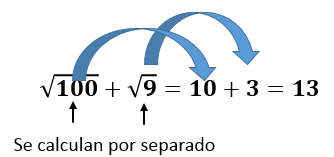 √100 + √9 = 10 + 3 = 13
Se calculan por separado